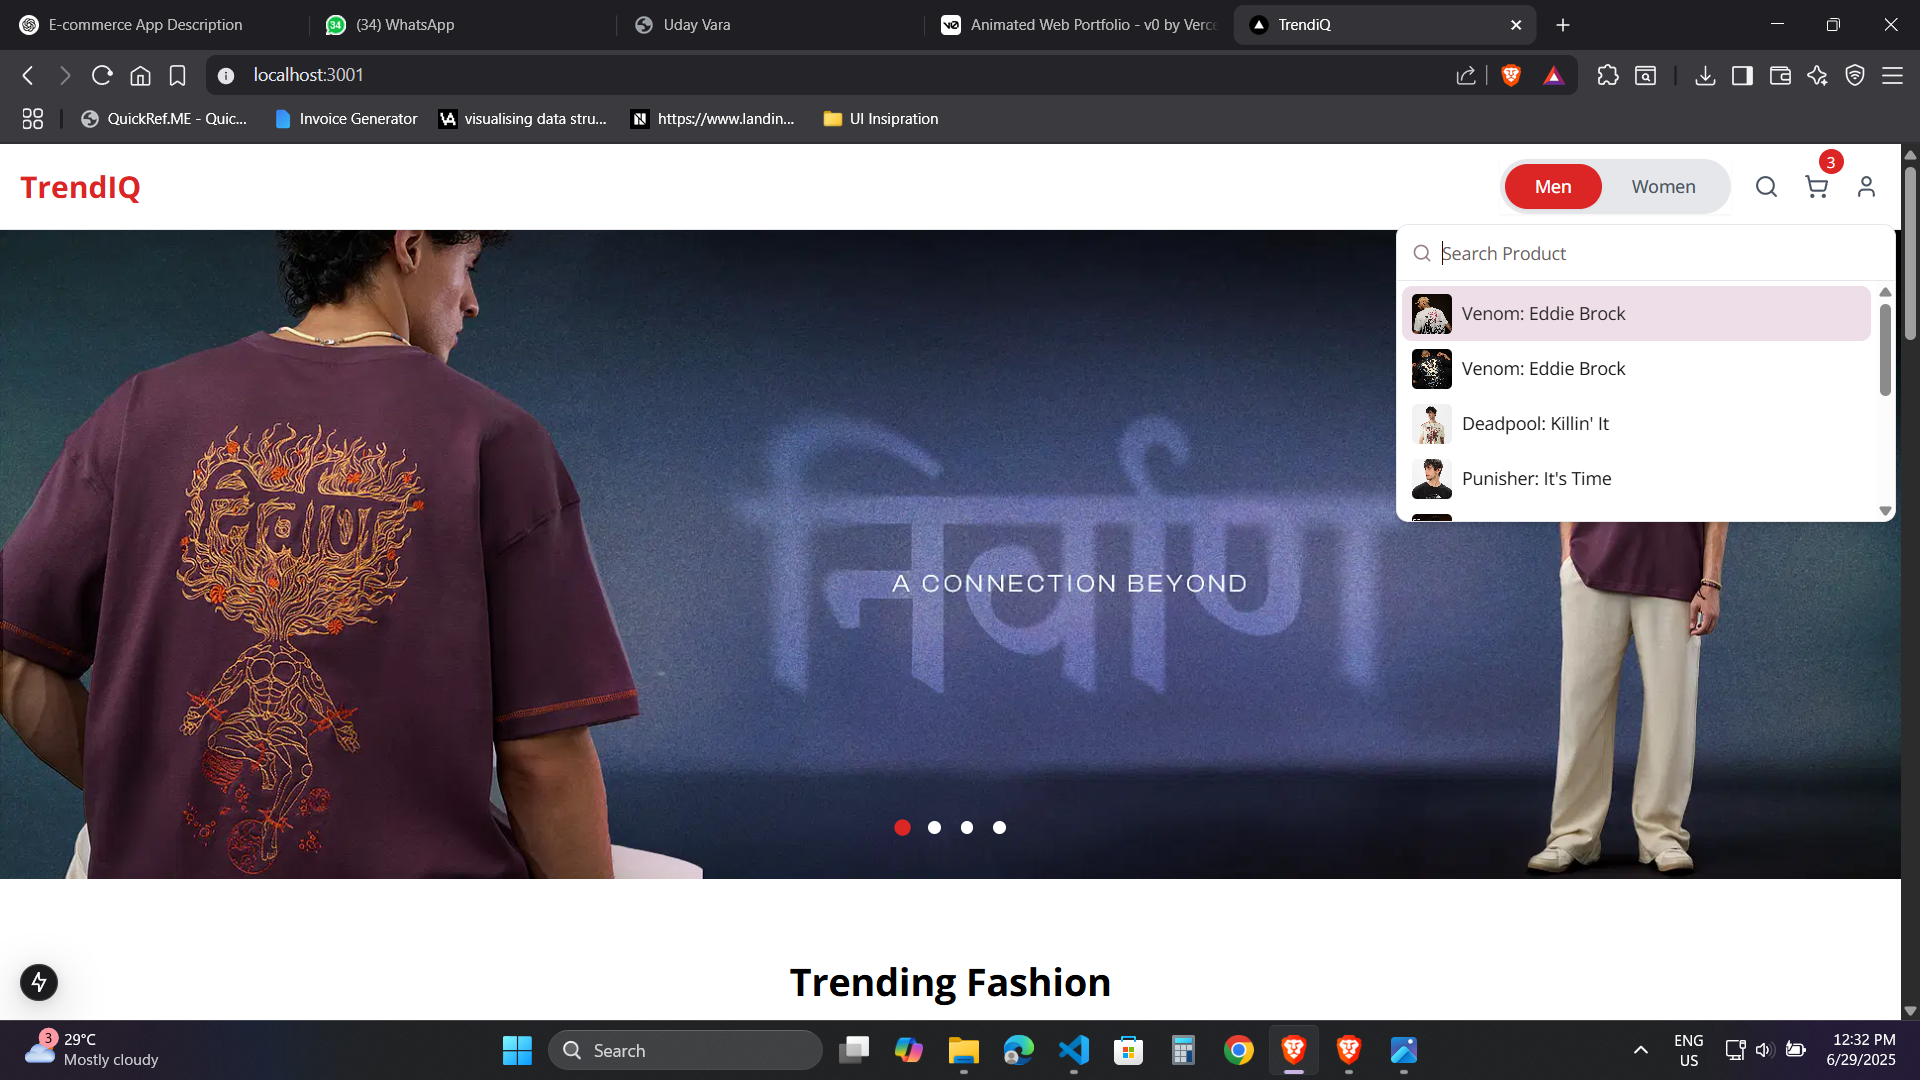 E-commerce App Description
34
(34) WhatsApp
Uday Vara
v0
Animated Web Portfolio - v0 by Verce
TrendiQ
localhost:3001
QuickRef.ME - Quic...
Invoice Generator
visualising data stru...
https://www.landin...
UI Insipration
TrendIQ
Men
Women
3
Search Product
Venom: Eddie Brock
Venom: Eddie Brock
Deadpool: Killin' It
Punisher: It's Time
निर्वाण
निर्वाण
A CONNECTION BEYOND
Trending Fashion
3
29°C
Mostly cloudy
Search
ENG
US
12:32 PM
6/29/2025